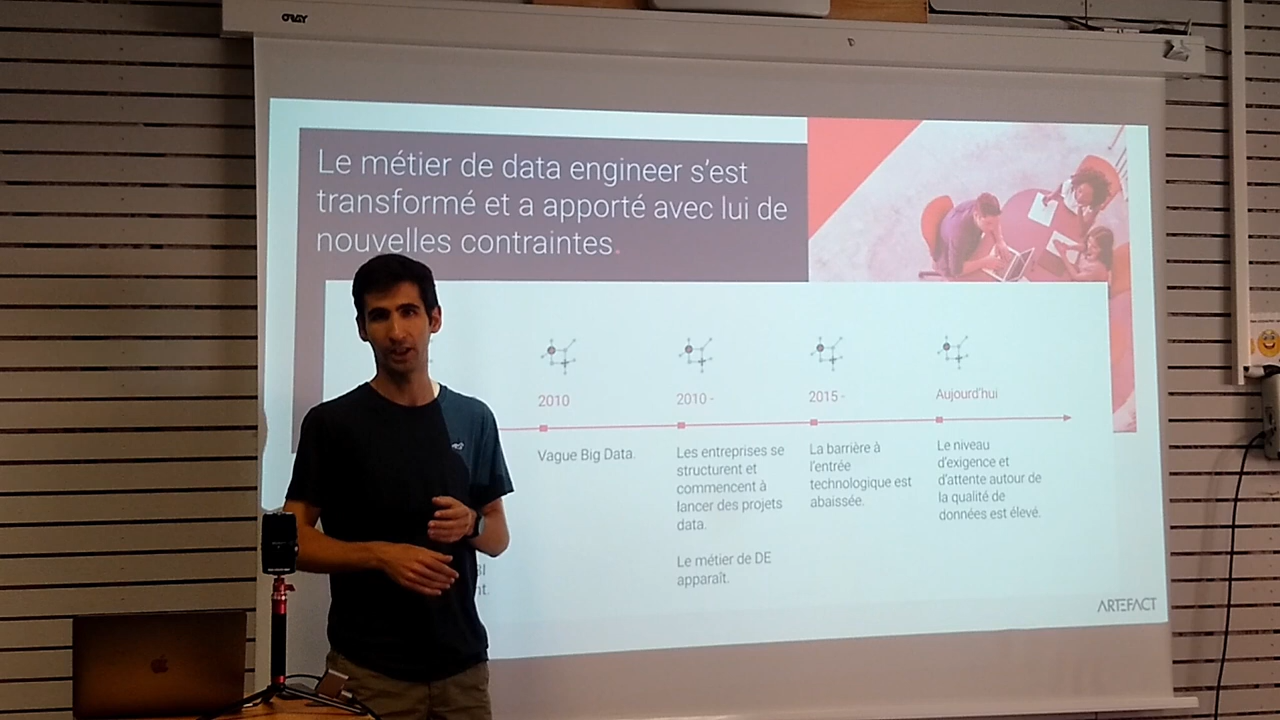 ORAY
Le métier de data engineer s'est
transformé et a apporté avec lui de
nouvelles contraintes.
2010
Vague Big Data.
2010 -
Les entreprises se
structurent et
commencent à
lancer des projets
data.
Le métier de DE
apparaît.
2015 -
La barrière à
l'entrée
technologique est
abaissée.
Aujourd'hui
Le niveau
d'exigence et
d'attente autour de
la qualité de
données est élevé.
ARTEFACT